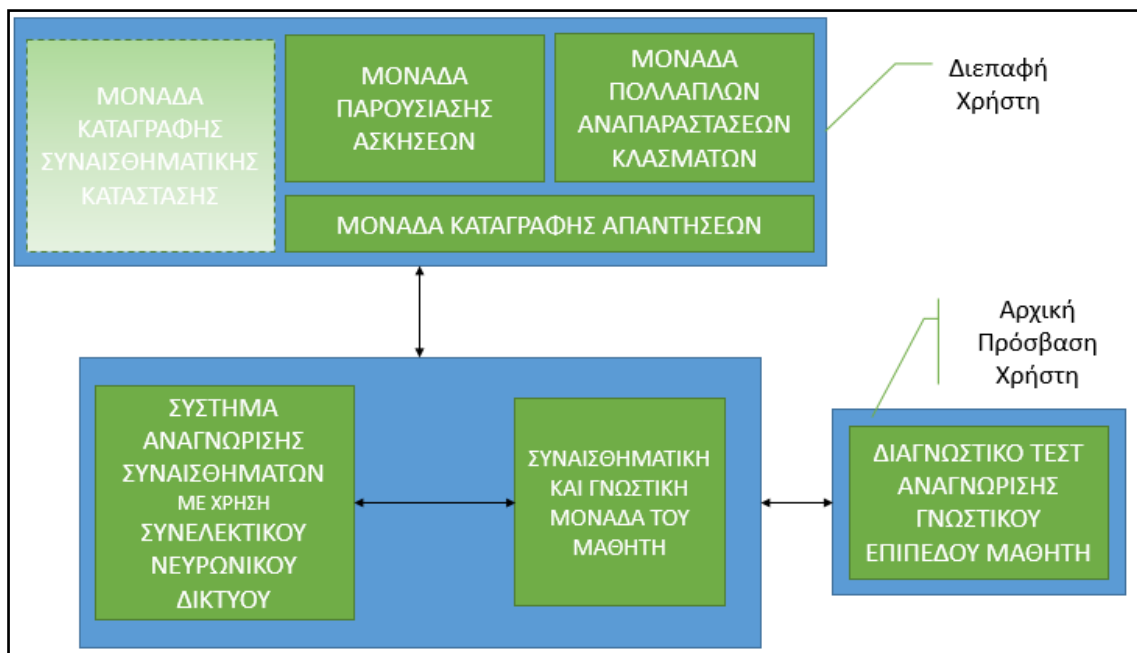 ΜΟΝΑΔΑ
ΚΑΤΑΓΡΑΦΗΣ
ΣΥΝΑΙΣΘΗΜΑΤΙΚΗΣ
ΚΑΤΑΣΤΑΣΗΣ
ΜΟΝΑΔΑ
ΠΑΡΟΥΣΙΑΣΗΣ
ΑΣΚΗΣΕΩΝ
ΜΟΝΑΔΑ
ΠΟΛΛΑΠΛΩΝ
ΑΝΑΠΑΡΑΣΤΑΣΕΩΝ
ΚΛΑΣΜΑΤΩΝ
ΜΟΝΑΔΑ ΚΑΤΑΓΡΑΦΗΣ ΑΠΑΝΤΗΣΕΩΝ
Διεπαφή
Χρήστη
Αρχική
Πρόσβαση
Χρήστη
ΣΥΣΤΗΜΑ
ΑΝΑΓΝΩΡΙΣΗΣ
ΣΥΝΑΙΣΘΗΜΑΤΩΝ
ΜΕ ΧΡΗΣΗ
ΣΥΝΕΛΕΚΤΙΚΟΥ
ΝΕΥΡΩΝΙΚΟΥ
ΔΙΚΤΥΟΥ
ΣΥΝΑΙΣΘΗΜΑΤΙΚΗ
ΚΑΙ ΓΝΩΣΤΙΚΗ
ΜΟΝΑΔΑ ΤΟΥ
ΜΑΘΗΤΗ
ΔΙΑΓΝΩΣΤΙΚΟ ΤΕΣΤ
ΑΝΑΓΝΩΡΙΣΗΣ
ΓΝΩΣΤΙΚΟΥ
ΕΠΙΠΕΔΟΥ ΜΑΘΗΤΗ